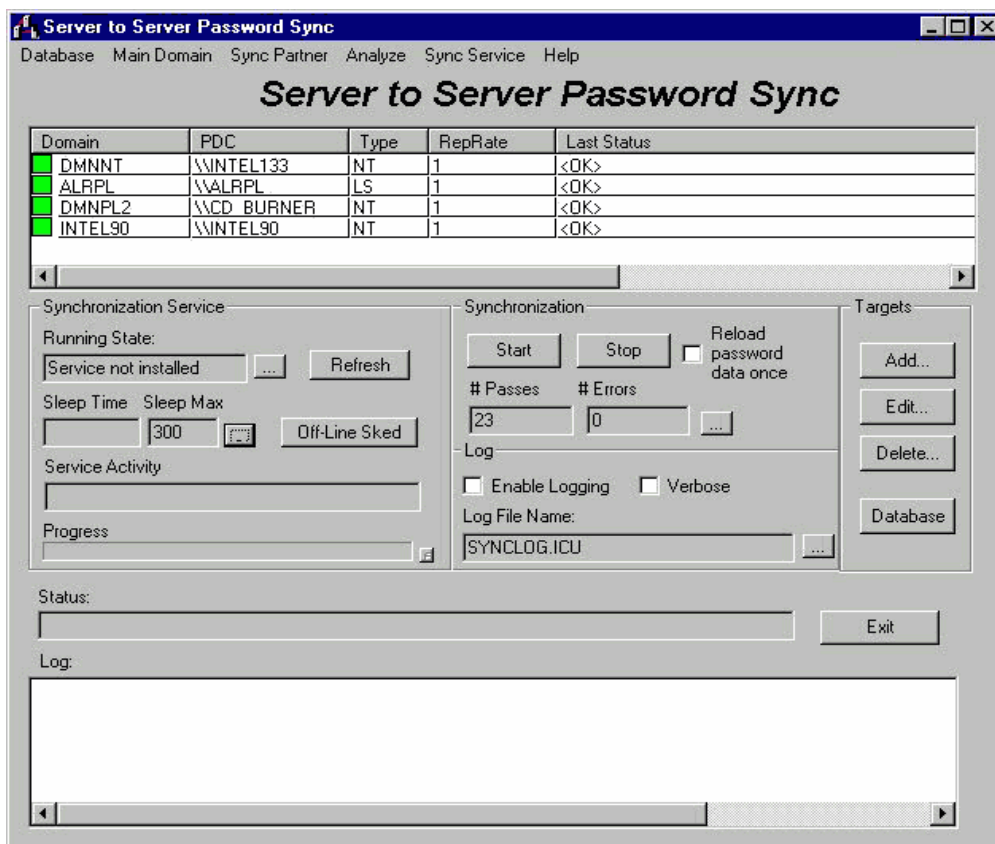 Server to Server Password Sync
Database Main Domain Sync Partner Analyze Sync Service Help
Server to Server Password Sync
Domain PDC Type RepRate Last Status
DMNNT \\INTEL133 NT 1 <OK>
ALRPL \\ALRPL LS 1 <OK>
DMNPL2 \\CD_BURNER NT 1 <OK>
INTEL90 \\INTEL90 NT 1 <OK>
Synchronization Service
Running State:
Service not installed ... Refresh
Sleep Time Sleep Max
300 ... Off-Line Sked
Service Activity
Progress
Synchronization
Start Stop Reload password data once
# Passes # Errors
23 0 ...
Log
Enable Logging Verbose
Log File Name:
SYNCLOG.ICU ...
Targets
Add...
Edit...
Delete...
Database
Status:
Exit
Log: